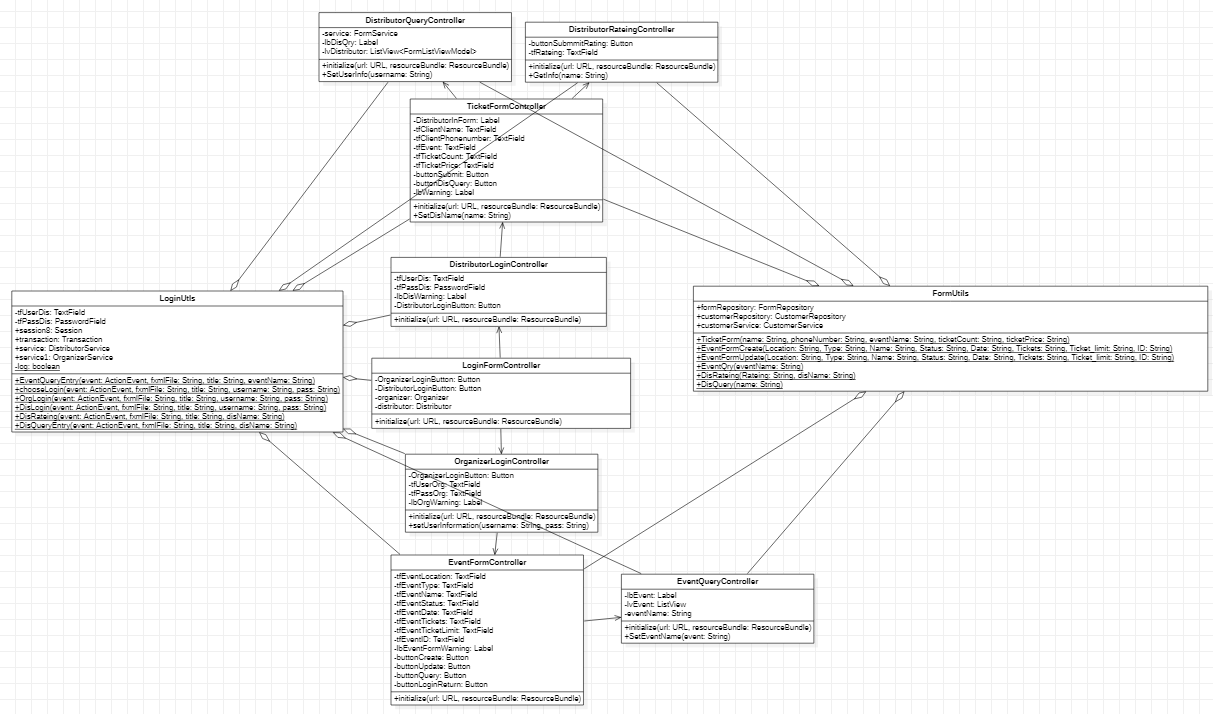 DistributorQueryController
-service: FormService
-lbDisQry: Label
-lvDistributor: ListView<FormListViewModel>
+initialize(url: URL, resourceBundle: ResourceBundle)
+SetUserInfo(username: String)
DistributorRateingController
-buttonSubmmitRating: Button
-tfRateing: TextField
+initialize(url: URL, resourceBundle: ResourceBundle)
+GetInfo(name: String)
TicketFormController
-DistributorInForm: Label
-tfClientName: TextField
-tfClientPhonenumber: TextField
-tfEvent: TextField
-tfTicketCount: TextField
-tfTicketPrice: TextField
-buttonSubmit: Button
-buttonDisQuery: Button
-lbWarning: Label
+initialize(url: URL, resourceBundle: ResourceBundle)
+SetDisName(name: String)
DistributorLoginController
-tfUserDis: TextField
-tfPassDis: PasswordField
-lbDisWarning: Label
-DistributorLoginButton: Button
+initialize(url: URL, resourceBundle: ResourceBundle)
LoginUtls
-tfUserDis: TextField
-tfPassDis: PasswordField
+session8: Session
+transaction: Transaction
+service: DistributorService
+service1: OrganizerService
-log: boolean
+EventQueryEntry(event: ActionEvent, fxmlFile: String, title: String, eventName: String)
+chooseLogin(event: ActionEvent, fxmlFile: String, title: String, username: String, pass: String)
+OrgLogin(event: ActionEvent, fxmlFile: String, title: String, username: String, pass: String)
+DisLogin(event: ActionEvent, fxmlFile: String, title: String, username: String, pass: String)
+DisRateing(event: ActionEvent, fxmlFile: String, title: String, disName: String)
+DisQueryEntry(event: ActionEvent, fxmlFile: String, title: String, disName: String)
FormUtils
+formRepository: FormRepository
+customerRepository: CustomerRepository
+customerService: CustomerService
+TicketForm(name: String, phoneNumber: String, eventName: String, ticketCount: String, ticketPrice: String)
+EventFormCreate(Location: String, Type: String, Name: String, Status: String, Date: String, Tickets: String, Ticket_limit: String, ID: String)
+EventFormUpdate(Location: String, Type: String, Name: String, Status: String, Date: String, Tickets: String, Ticket_limit: String, ID: String)
+EventQry(eventName: String)
+DisRateing(Rateing: String, disName: String)
+DisQuery(name: String)
LoginFormController
-OrganizerLoginButton: Button
-DistributorLoginButton: Button
-organizer: Organizer
-distributor: Distributor
+initialize(url: URL, resourceBundle: ResourceBundle)
OrganizerLoginController
-OrganizerLoginButton: Button
-tfUserOrg: TextField
-tfPassOrg: TextField
-lbOrgWarning: Label
+initialize(url: URL, resourceBundle: ResourceBundle)
+setUserInformation(username: String, pass: String)
EventFormController
-tfEventLocation: TextField
-tfEventType: TextField
-tfEventName: TextField
-tfEventStatus: TextField
-tfEventDate: TextField
-tfEventTickets: TextField
-tfEventTicketLimit: TextField
-tfEventID: TextField
-lbEventFormWarning: Label
-buttonCreate: Button
-buttonUpdate: Button
-buttonQuery: Button
-buttonLoginReturn: Button
+initialize(url: URL, resourceBundle: ResourceBundle)
EventQueryController
-lbEvent: Label
-lvEvent: ListView
-eventName: String
+initialize(url: URL, resourceBundle: ResourceBundle)
+SetEventName(event: String)